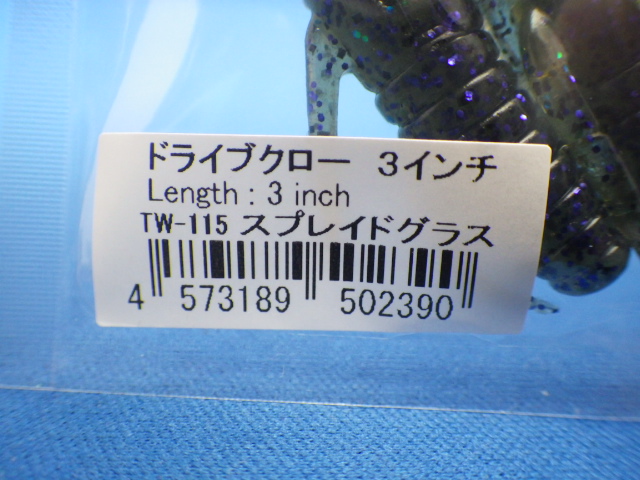 ドライブクロー 3インチ
Length : 3 inch
TW-115 スプレイドグラス
4 573189 502390